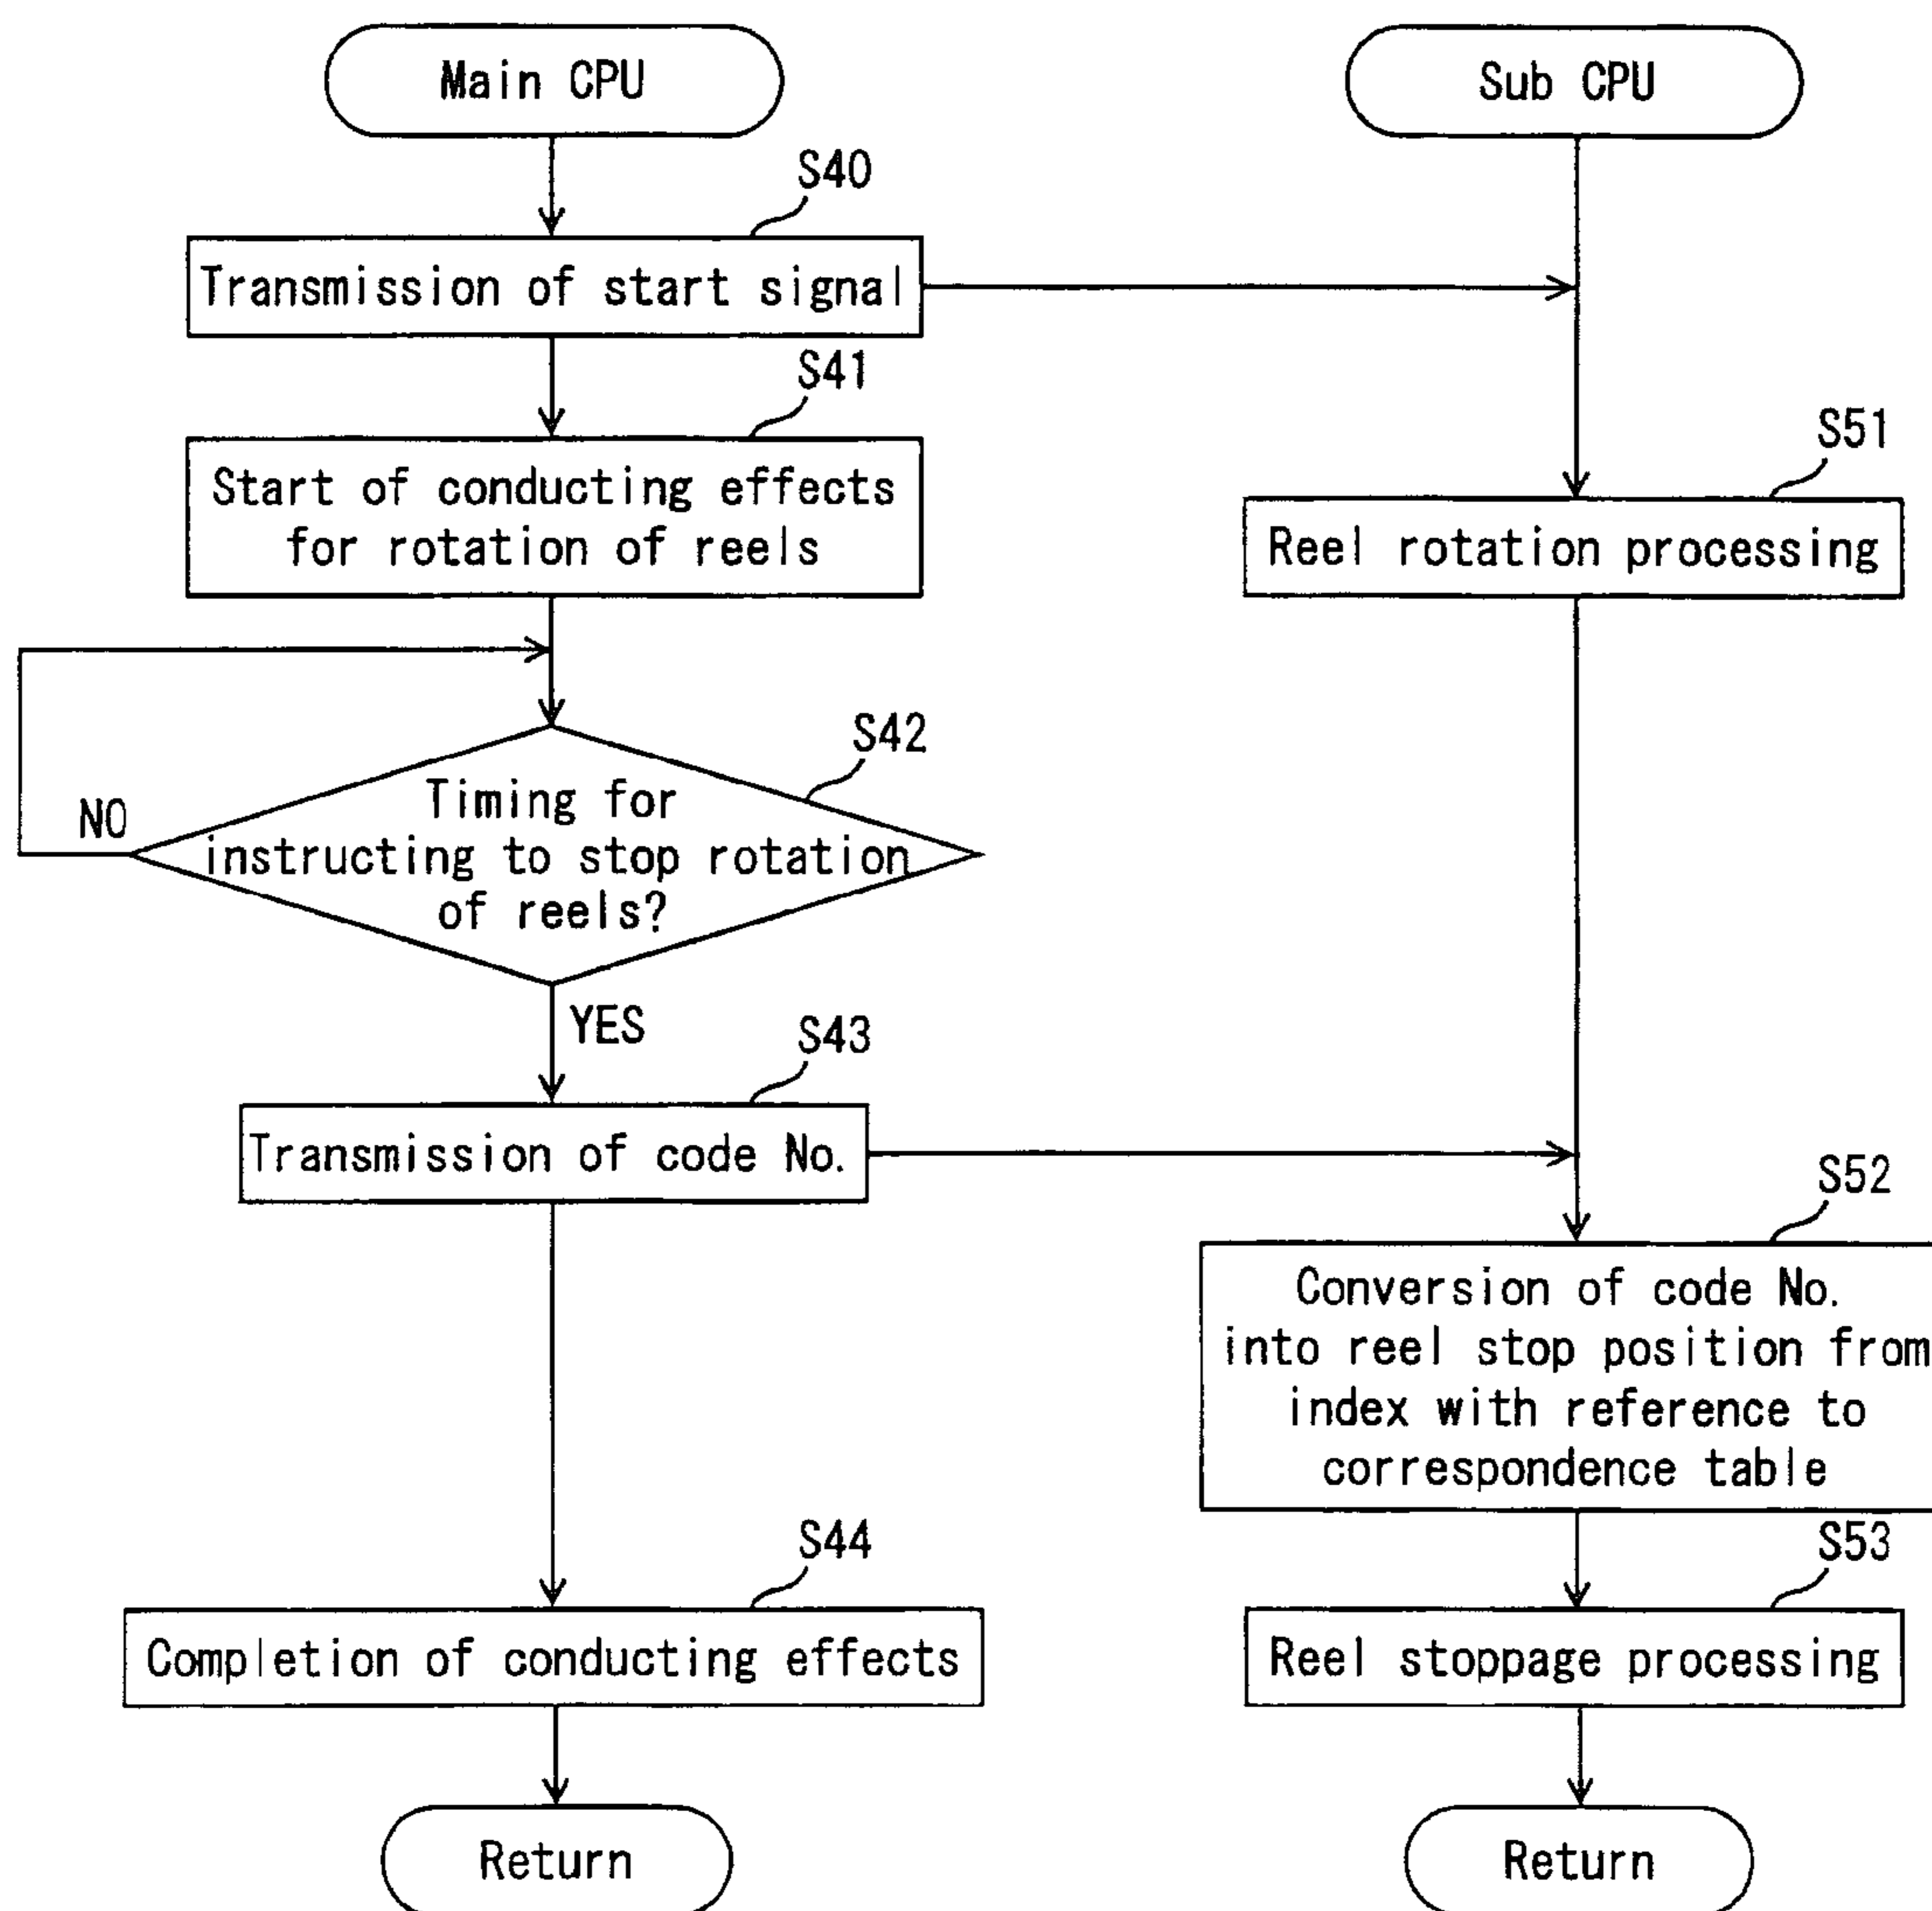 Main CPU
Sub CPU
S40
Transmission of start signal
S41
Start of conducting effects
for rotation of reels
S51
Reel rotation processing
S42
Timing for
instructing to stop rotation
of reels?
NO
YES
S43
Transmission of code No.
S52
Conversion of code No.
into reel stop position from
index with reference to
correspondence table
S44
Completion of conducting effects
S53
Reel stoppage processing
Return
Return